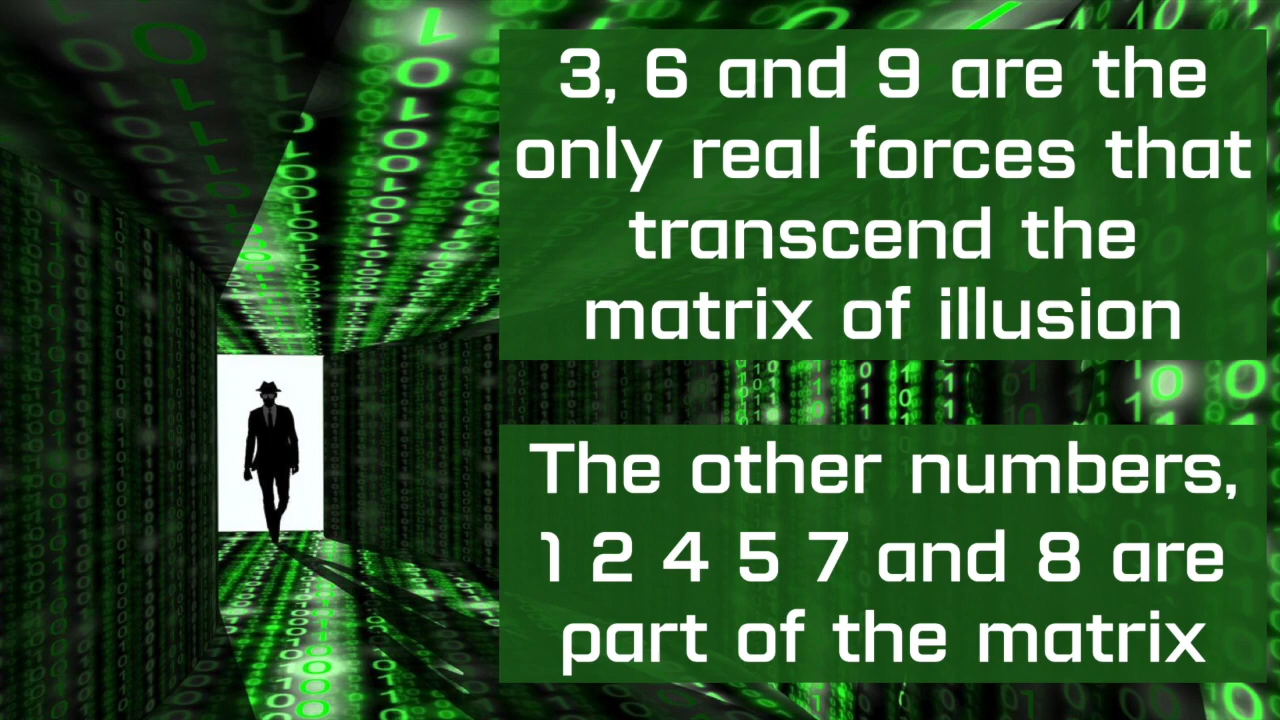 3, 6 and 9 are the
only real forces that
transcend the
matrix of illusion
The other numbers,
1 2 4 5 7 and 8 are
part of the matrix